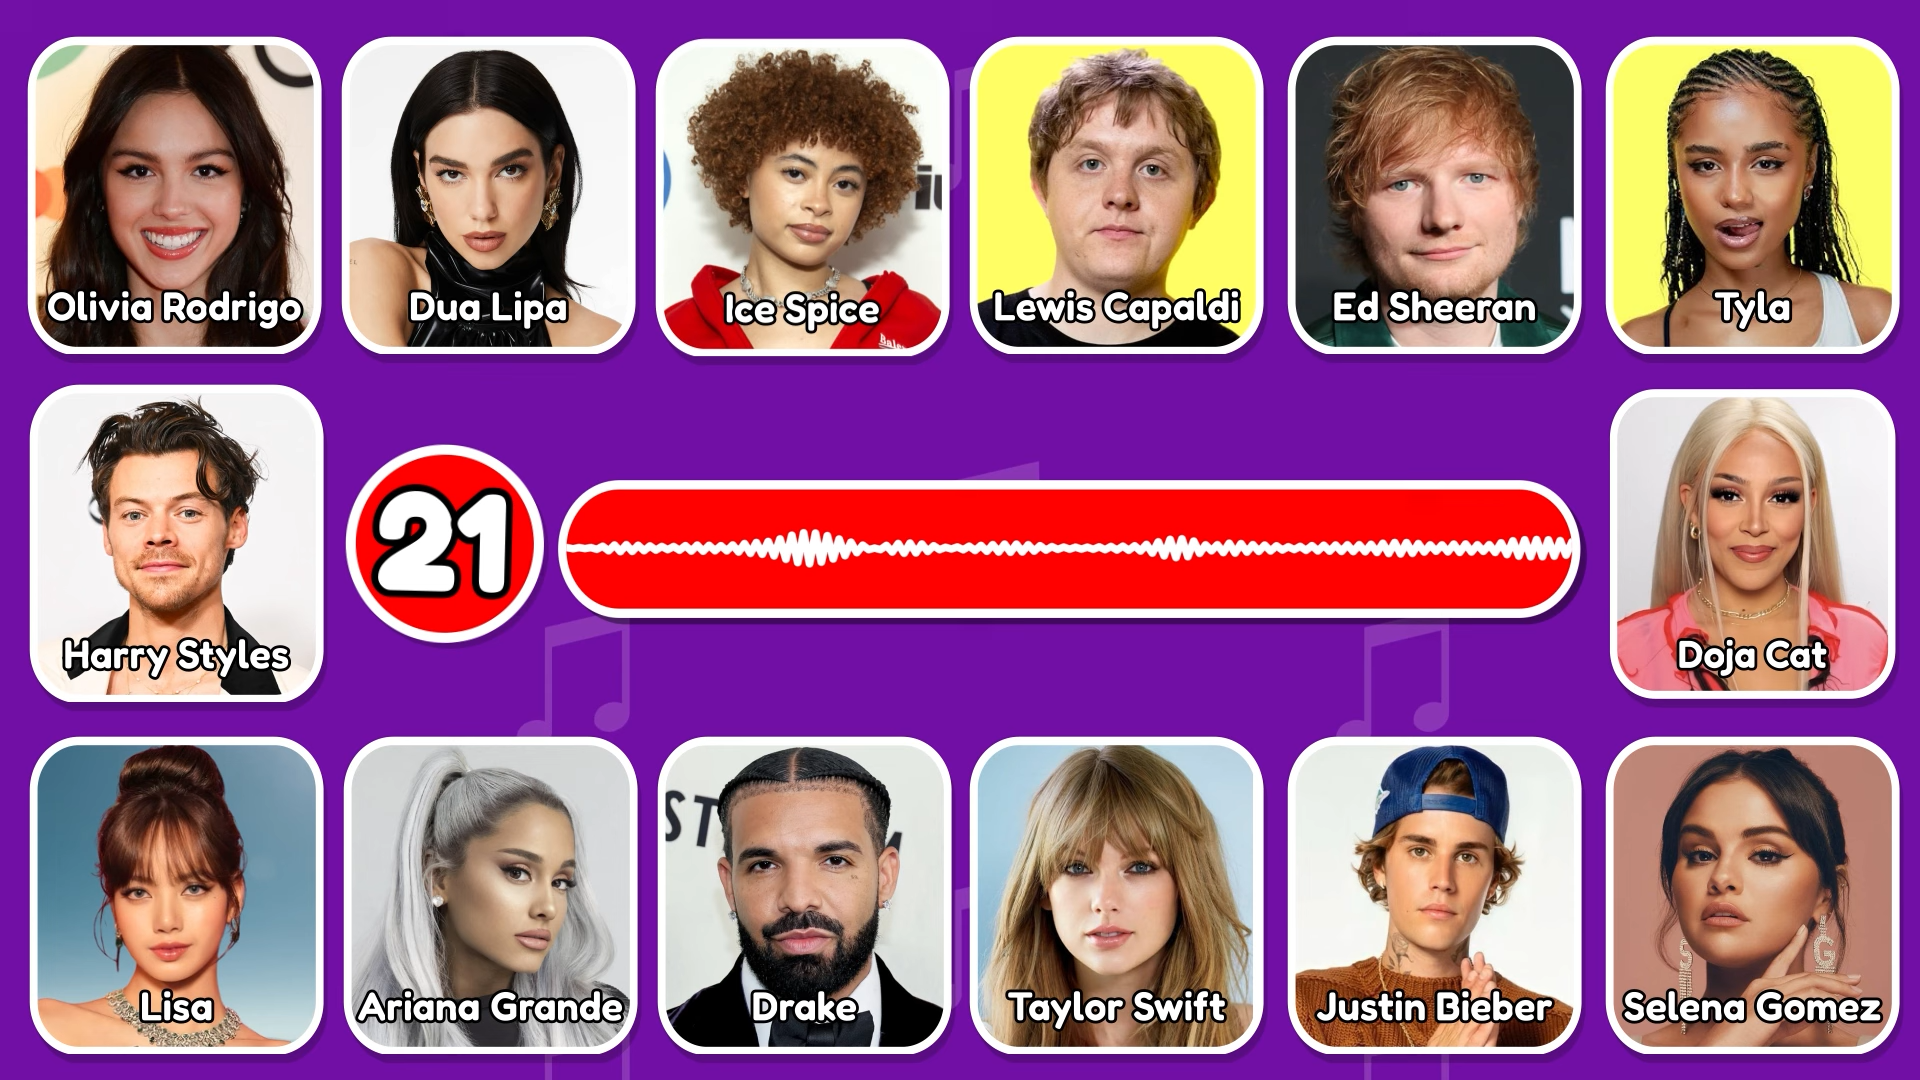 Olivia Rodrigo
Dua Lipa
Ice Spice
Lewis Capaldi
Ed Sheeran
Tyla
Harry Styles
21
Doja Cat
ST
Lisa
Ariana Grande
Drake
Taylor Swift
Justin Bieber
Selena Gomez
S
G